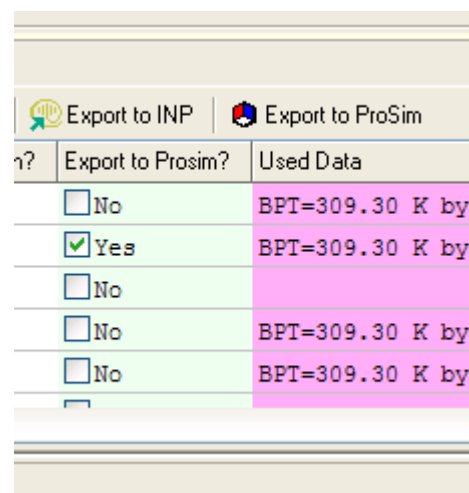 Export to INP Export to ProSim
? Export to Prosim? Used Data
No BPT=309.30 K by
Yes BPT=309.30 K by
No
No BPT=309.30 K by
No BPT=309.30 K by